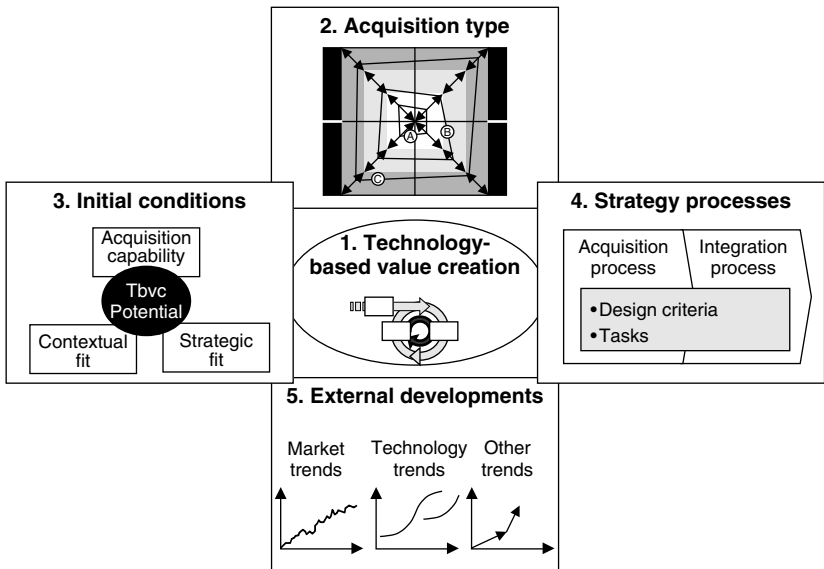 2. Acquisition type
A
B
C
3. Initial conditions
Acquisition
capability
Tbvc
Potential
Contextual
fit
Strategic
fit
1. Technology-
based value creation
4. Strategy processes
Acquisition
process
Integration
process
•Design criteria
•Tasks
5. External developments
Market
trends
Technology
trends
Other
trends